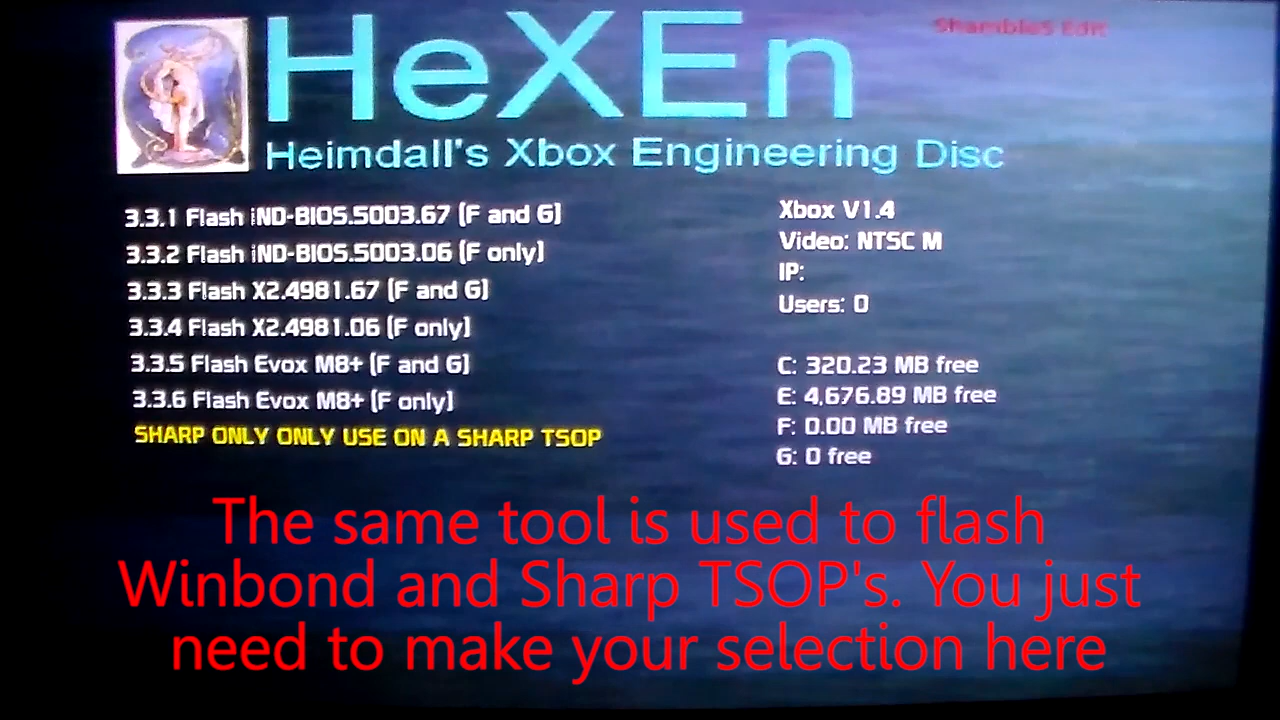 HeXEn
Shambles Edit
Heimdall's Xbox Engineering Disc
3.3.1 Flash iND-BIOS.5003.67 (F and G)
3.3.2 Flash iND-BIOS.5003.06 (F only)
3.3.3 Flash X2.4981.67 (F and G)
3.3.4 Flash X2.4981.06 (F only)
3.3.5 Flash Evox M8+ (F and G)
3.3.6 Flash Evox M8+ (F only)
SHARP ONLY ONLY USE ON A SHARP TSOP
Xbox V1.4
Video: NTSC M
IP:
Users: 0
C: 320.23 MB free
E: 4,676.89 MB free
F: 0.00 MB free
G: 0 free
The same tool is used to flash
Winbond and Sharp TSOP's. You just
need to make your selection here